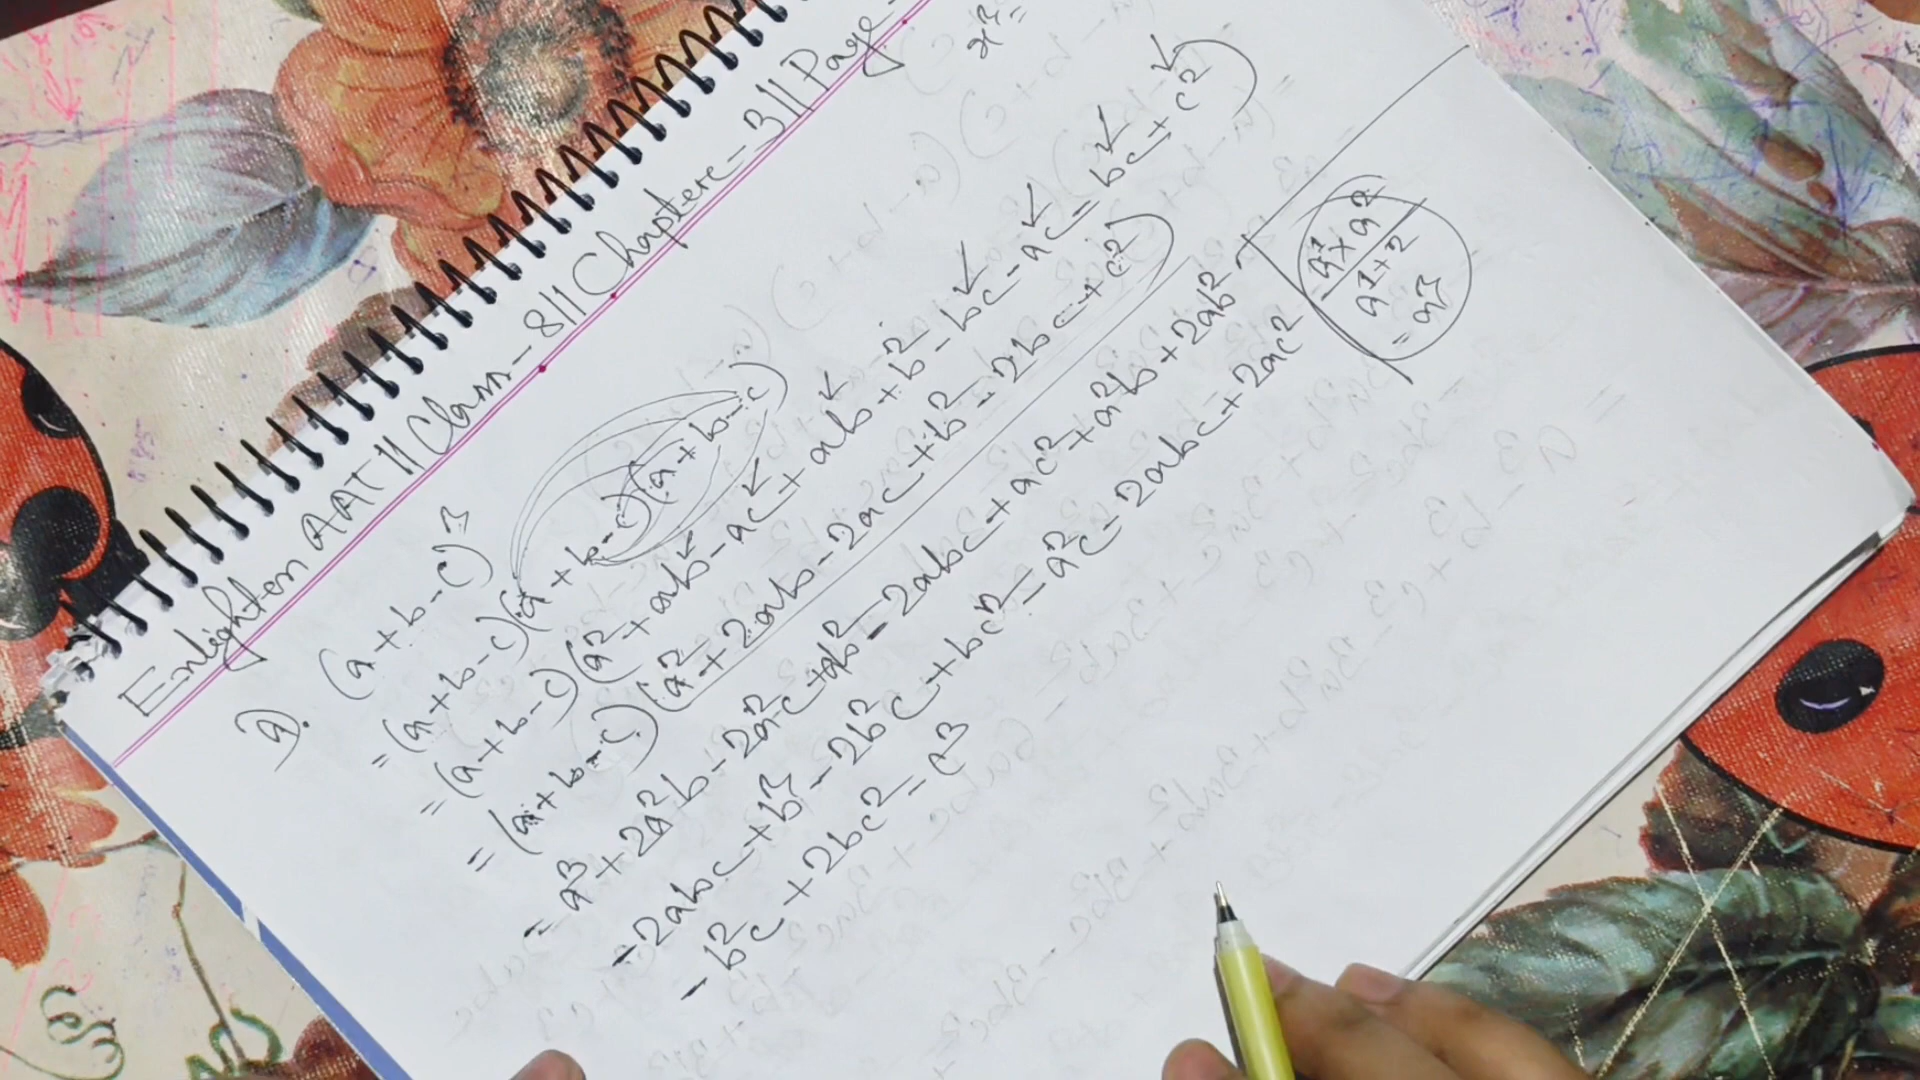 Enlighten AAT || Class-8 || Chaptere-3 || Page-
x² =
a). (a+b-c)³
= (a+b-c)(a+b-c)(a+b-c)
= (a+b-c)(a²+ab-ac+ab+b²-bc-ac-bc+c²)
= (a+b-c)(a²+2ab-2ac+b²-2bc+c²)
= a³+2a²b-2a²c+ab²-2abc+ac²+a²b+2ab²
-2abc+b³-2b²c+bc²-a²c-2abc+2ac²
-b²c+2bc²-c³
a¹×a²
a¹⁺²
= a³